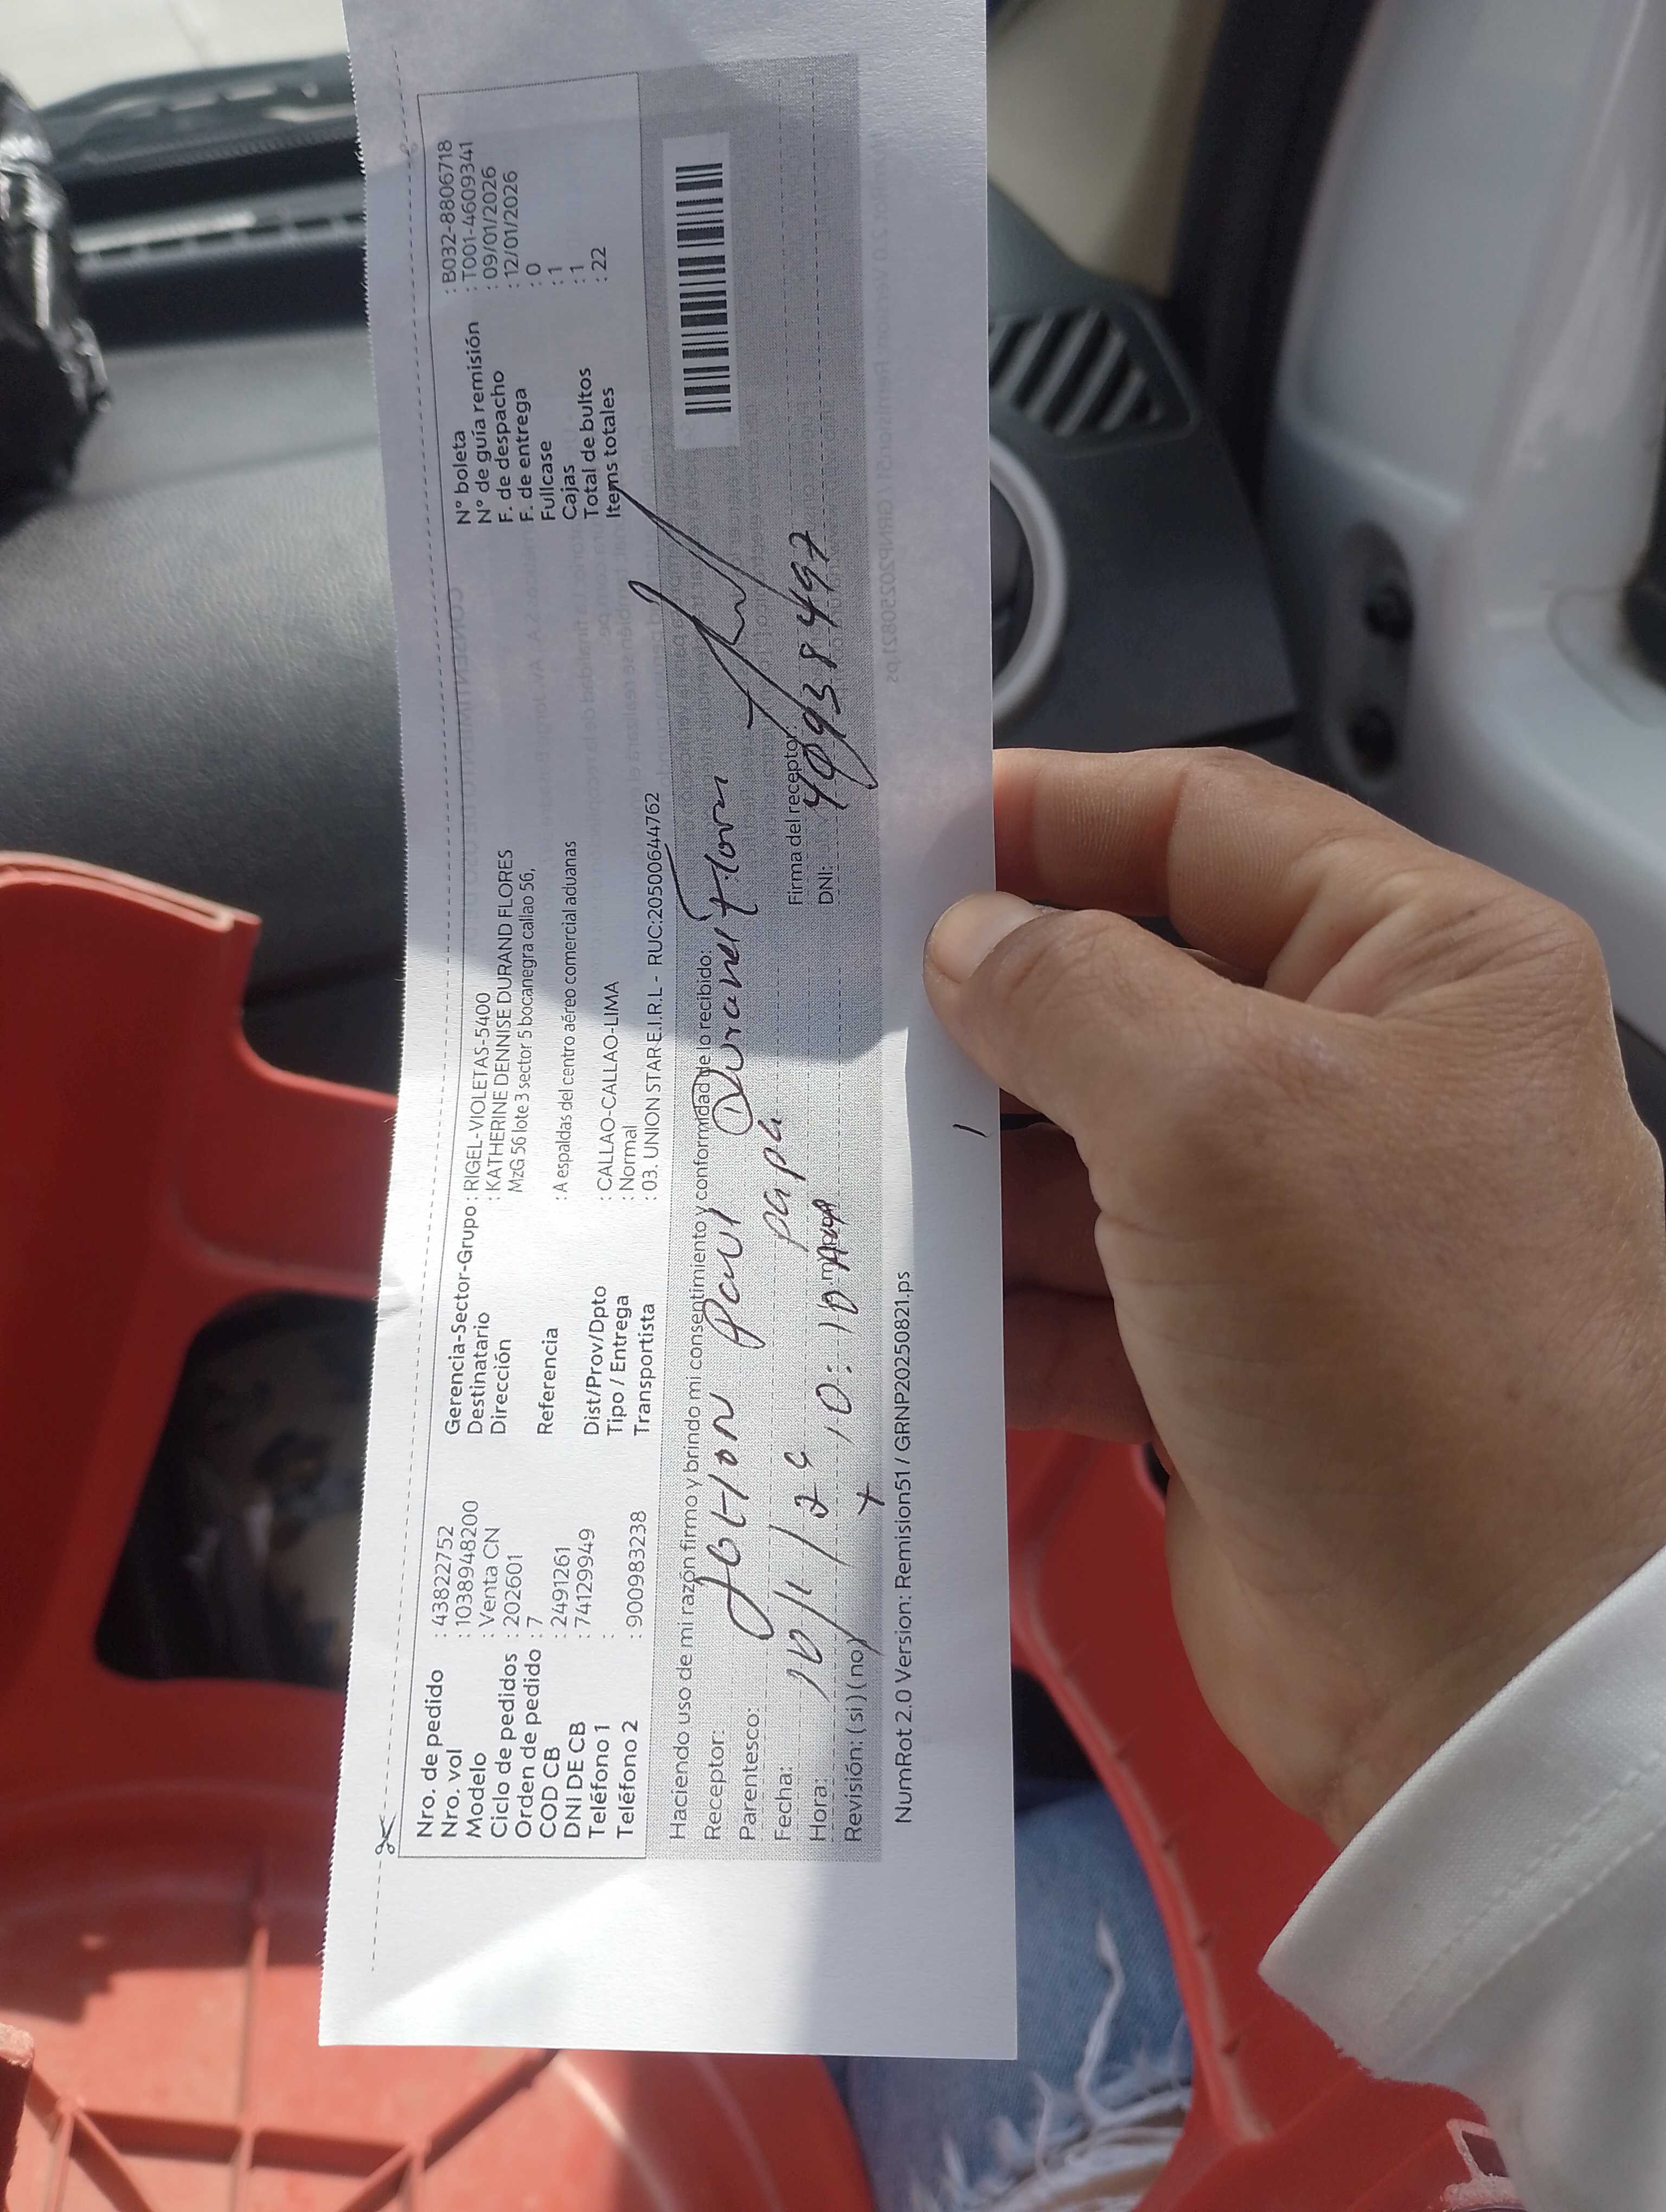 Nro. de pedido : 43822752
Nro. vol : 10389948200
Modelo : Venta CN
Ciclo de pedidos : 202601
Orden de pedido : 7
COD CB : 2491261
DNI DE CB : 74129949
Teléfono 1 :
Teléfono 2 : 900983238
Gerencia-Sector-Grupo : RIGEL-VIOLETAS-5400
Destinatario : KATHERINE DENNISE DURAND FLORES
Dirección MzG 56 lote 3 sector 5 bocanegra callao 56,
Referencia : A espaldas del centro aéreo comercial aduanas
Dist/Prov/Dpto : CALLAO-CALLAO-LIMA
Tipo / Entrega : Normal
Transportista : 03. UNION STAR E.I.R.L - RUC:20500644762
N° boleta : B032-8806718
N° de guía remisión : T001-4609341
F. de despacho : 09/01/2026
F. de entrega : 12/01/2026
Fullcase : 0
Cajas : 1
Total de bultos : 1
Items totales : 22
Haciendo uso de mi razón firmo y brindo mi consentimiento y conformidad de lo recibido:
Receptor: Paul Durand
Parentesco: papa
Fecha: 10/1/
Hora: 10:10
Revisión: (si) (no)
Firma del receptor:
DNI:
NumRot 2.0 Version: Remision51 / GRNP20250821.ps